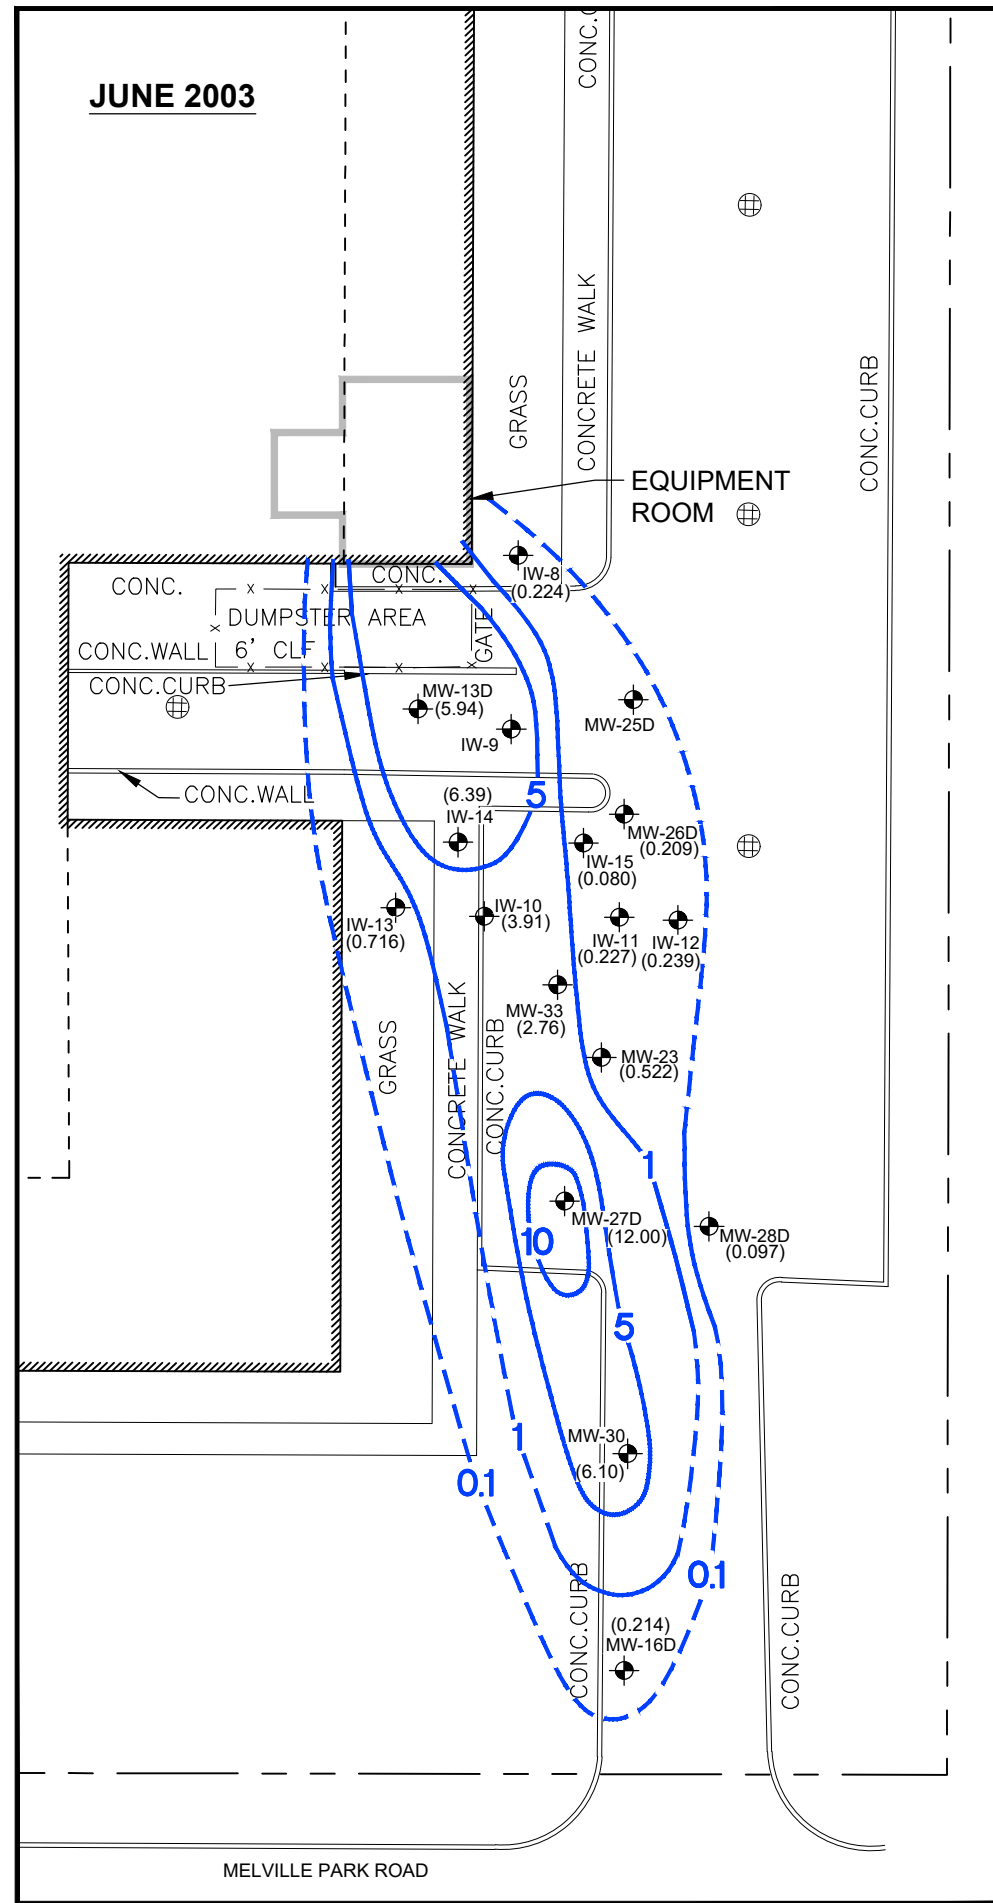 JUNE 2003
CONC.C
GRASS
CONCRETE WALK
CONC.CURB
EQUIPMENT
ROOM
IW-8
(0.224)
CONC.
CONC.
DUMPSTER AREA
6' CLF
GATE
CONC.WALL
CONC.CURB
MW-13D
(5.94)
IW-9
MW-25D
CONC.WALL
(6.39)
IW-14
5
MW-26D
(0.209)
IW-15
(0.080)
IW-13
(0.716)
IW-10
(3.91)
IW-11
(0.227)
IW-12
(0.239)
MW-33
(2.76)
GRASS
CONCRETE WALK
CONC.CURB
MW-23
(0.522)
1
MW-27D
(12.00)
10
MW-28D
(0.097)
5
MW-30
(6.10)
1
0.1
0.1
CONC.CURB
CONC.CURB
(0.214)
MW-16D
MELVILLE PARK ROAD